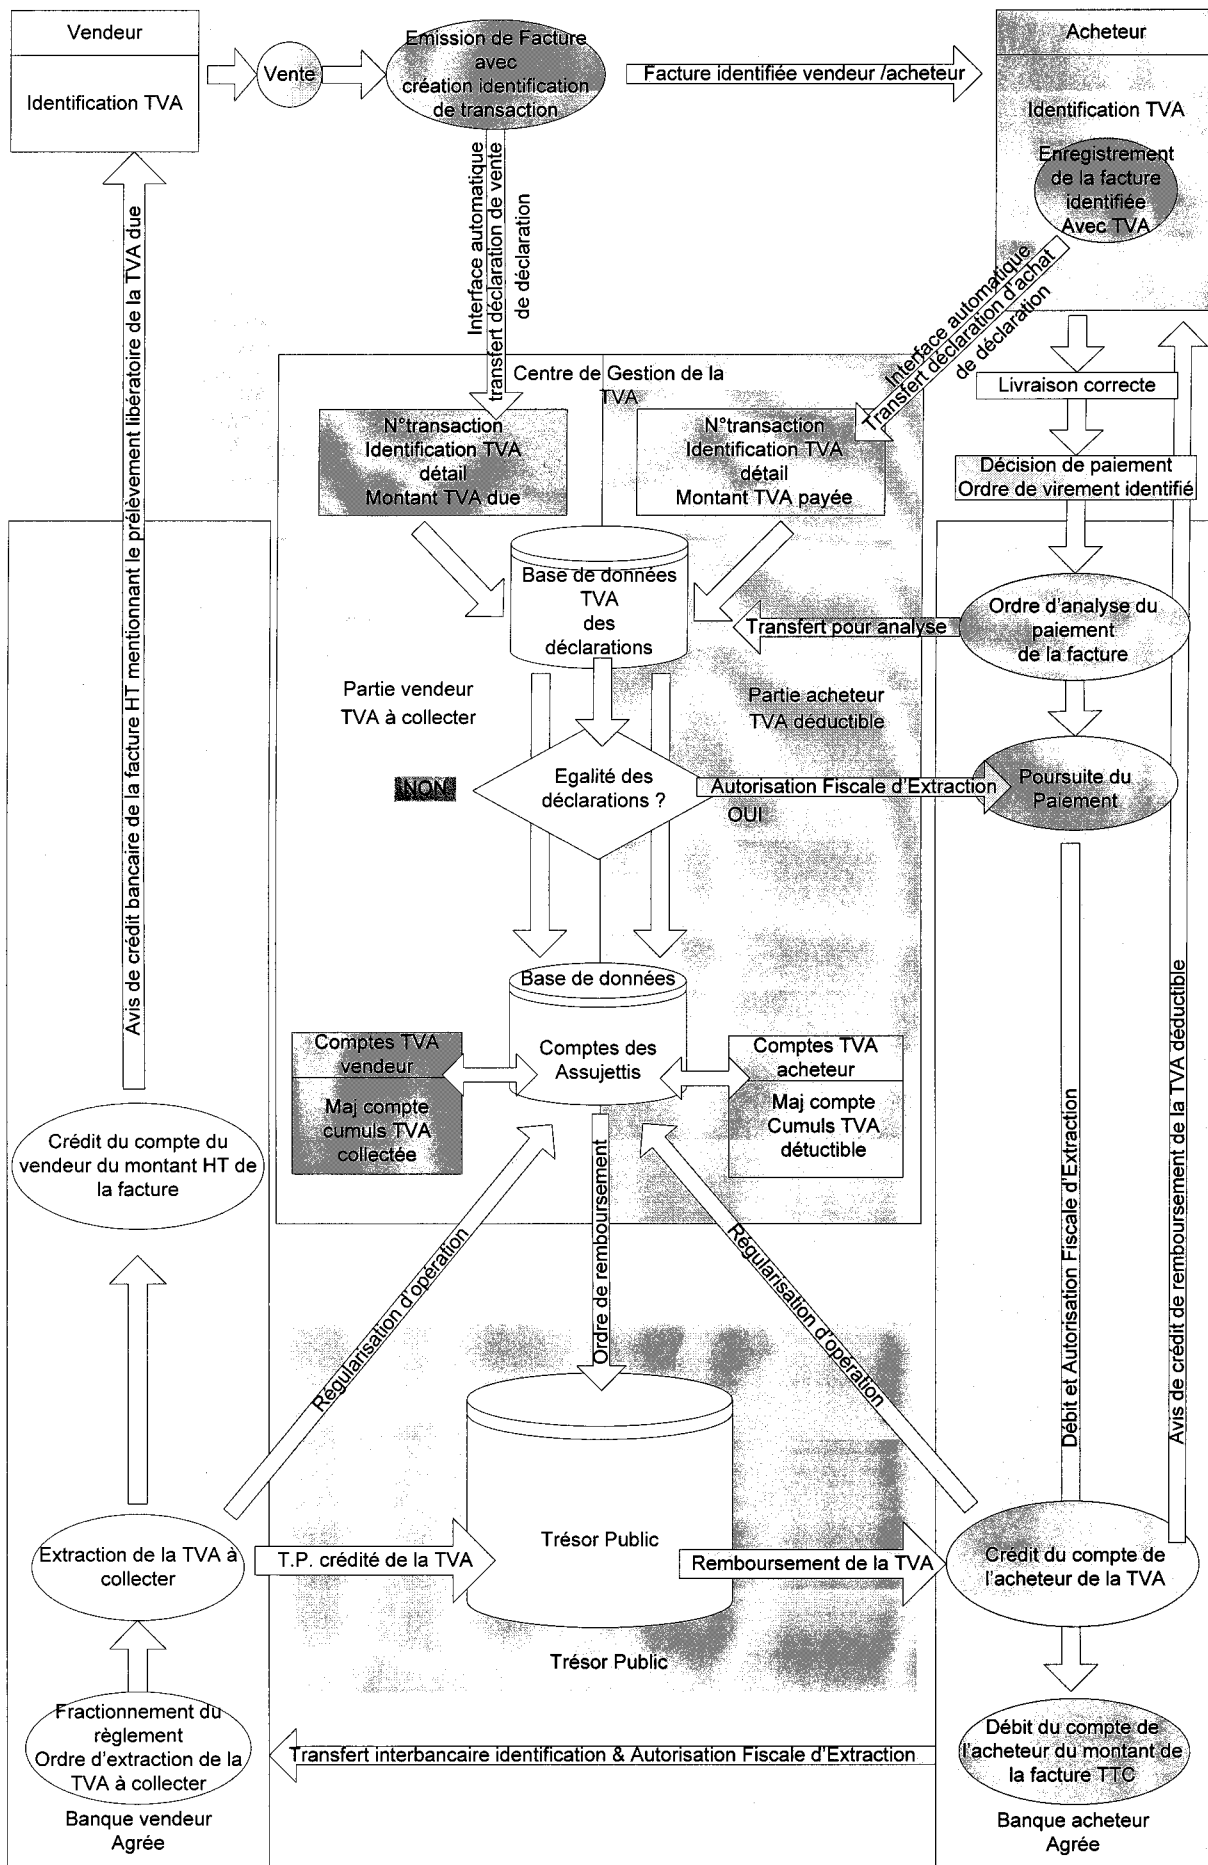 Vendeur
Identification TVA
Vente
Emission de Facture
avec
création identification
de transaction
Facture identifiée vendeur /acheteur
Acheteur
Identification TVA
Enregistrement
de la facture
identifiée
Avec TVA
Interface automatique
transfert déclaration de vente
de déclaration
Interface automatique
Transfert déclaration d'achat
de déclaration
Livraison correcte
Décision de paiement
Ordre de virement identifié
Centre de Gestion de la
TVA
N°transaction
Identification TVA
détail
Montant TVA due
N°transaction
Identification TVA
détail
Montant TVA payée
Base de données
TVA
des
déclarations
Transfert pour analyse
Ordre d'analyse du
paiement
de la facture
Partie vendeur
TVA à collecter
Partie acheteur
TVA déductible
NON
Egalité des
déclarations ?
Autorisation Fiscale d'Extraction
OUI
Poursuite du
Paiement
Avis de crédit bancaire de la facture HT mentionnant le prélèvement libératoire de la TVA due
Base de données
Comptes des
Assujettis
Comptes TVA
vendeur
Maj compte
cumuls TVA
collectée
Comptes TVA
acheteur
Maj compte
Cumuls TVA
détuctible
Crédit du compte du
vendeur du montant HT de
la facture
Régularisation d'opération
Ordre de remboursement
Régularisation d'opération
Débit et Autorisation Fiscale d'Extraction
Avis de crédit de remboursement de la TVA déductible
Extraction de la TVA à
collecter
T.P. crédité de la TVA
Trésor Public
Remboursement de la TVA
Crédit du compte de
l'acheteur de la TVA
Trésor Public
Fractionnement du
règlement
Ordre d'extraction de la
TVA à collecter
Transfert interbancaire identification & Autorisation Fiscale d'Extraction
Débit du compte de
l'acheteur du montant de
la facture TTC
Banque vendeur
Agrée
Banque acheteur
Agrée